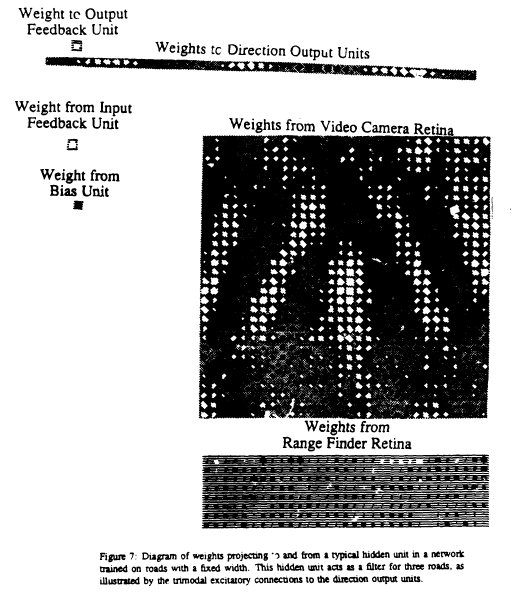 Weight to Output
Feedback Unit
Weights to Direction Output Units
Weight from Input
Feedback Unit
Weights from Video Camera Retina
Weight from
Bias Unit
Weights from
Range Finder Retina
Figure 7: Diagram of weights projecting to and from a typical hidden unit in a network
trained on roads with a fixed width. This hidden unit acts as a filter for three roads, as
illustrated by the trimodal excitatory connections to the direction output units.